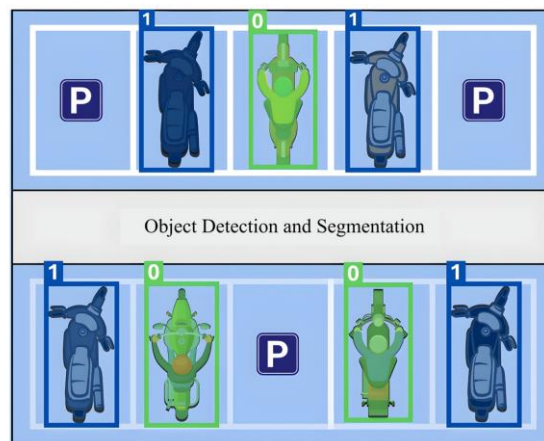 1 0 1
P P
Object Detection and Segmentation
1 0 0 1
P